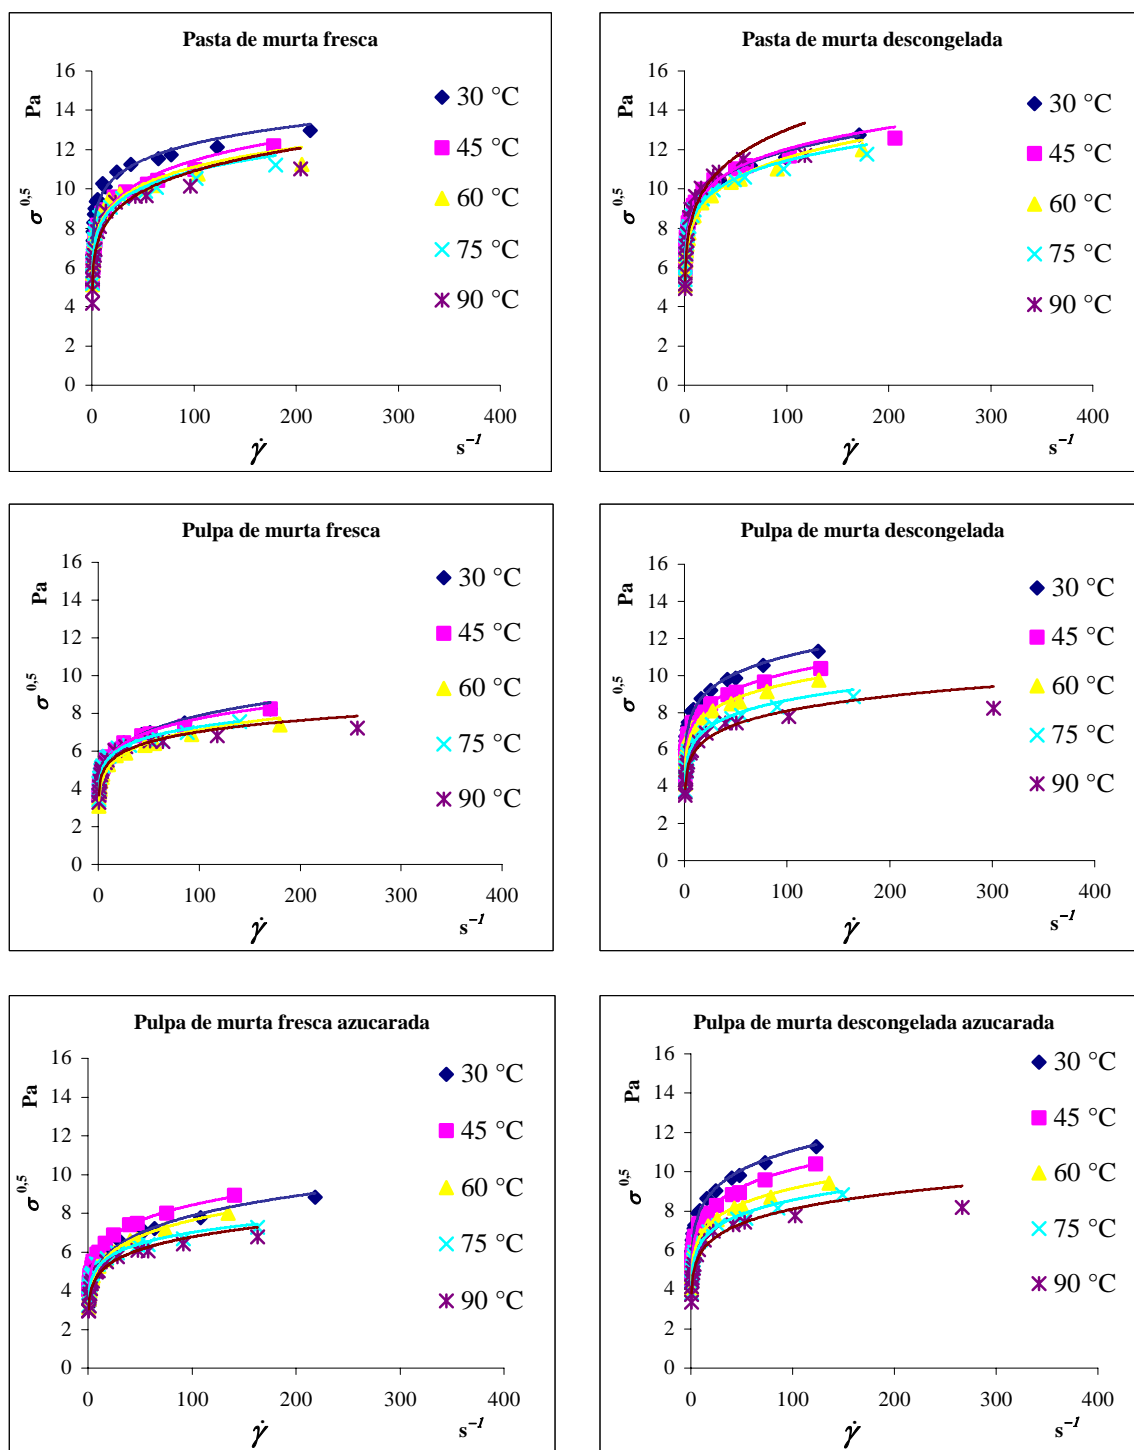 Pasta de murta fresca
Pa
σ 0,5
16
14
12
10
8
6
4
2
0
0 100 200 300 400
γ̇ s⁻¹
30 °C
45 °C
60 °C
75 °C
90 °C
Pasta de murta descongelada
Pa
σ 0,5
16
14
12
10
8
6
4
2
0
0 100 200 300 400
γ̇ s⁻¹
30 °C
45 °C
60 °C
75 °C
90 °C
Pulpa de murta fresca
Pa
σ 0,5
16
14
12
10
8
6
4
2
0
0 100 200 300 400
γ̇ s⁻¹
30 °C
45 °C
60 °C
75 °C
90 °C
Pulpa de murta descongelada
Pa
σ 0,5
16
14
12
10
8
6
4
2
0
0 100 200 300 400
γ̇ s⁻¹
30 °C
45 °C
60 °C
75 °C
90 °C
Pulpa de murta fresca azucarada
Pa
σ 0,5
16
14
12
10
8
6
4
2
0
0 100 200 300 400
γ̇ s⁻¹
30 °C
45 °C
60 °C
75 °C
90 °C
Pulpa de murta descongelada azucarada
Pa
σ 0,5
16
14
12
10
8
6
4
2
0
0 100 200 300 400
γ̇ s⁻¹
30 °C
45 °C
60 °C
75 °C
90 °C